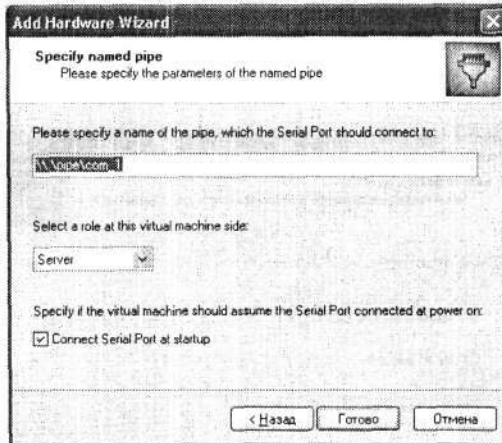 Add Hardware Wizard
Specify named pipe
Please specify the parameters of the named pipe
Please specify a name of the pipe, which the Serial Port should connect to:
\\.\pipe\com_1
Select a role at this virtual machine side:
Server
Specify if the virtual machine should assume the Serial Port connected at power on:
Connect Serial Port at startup
< Назад Готово Отмена